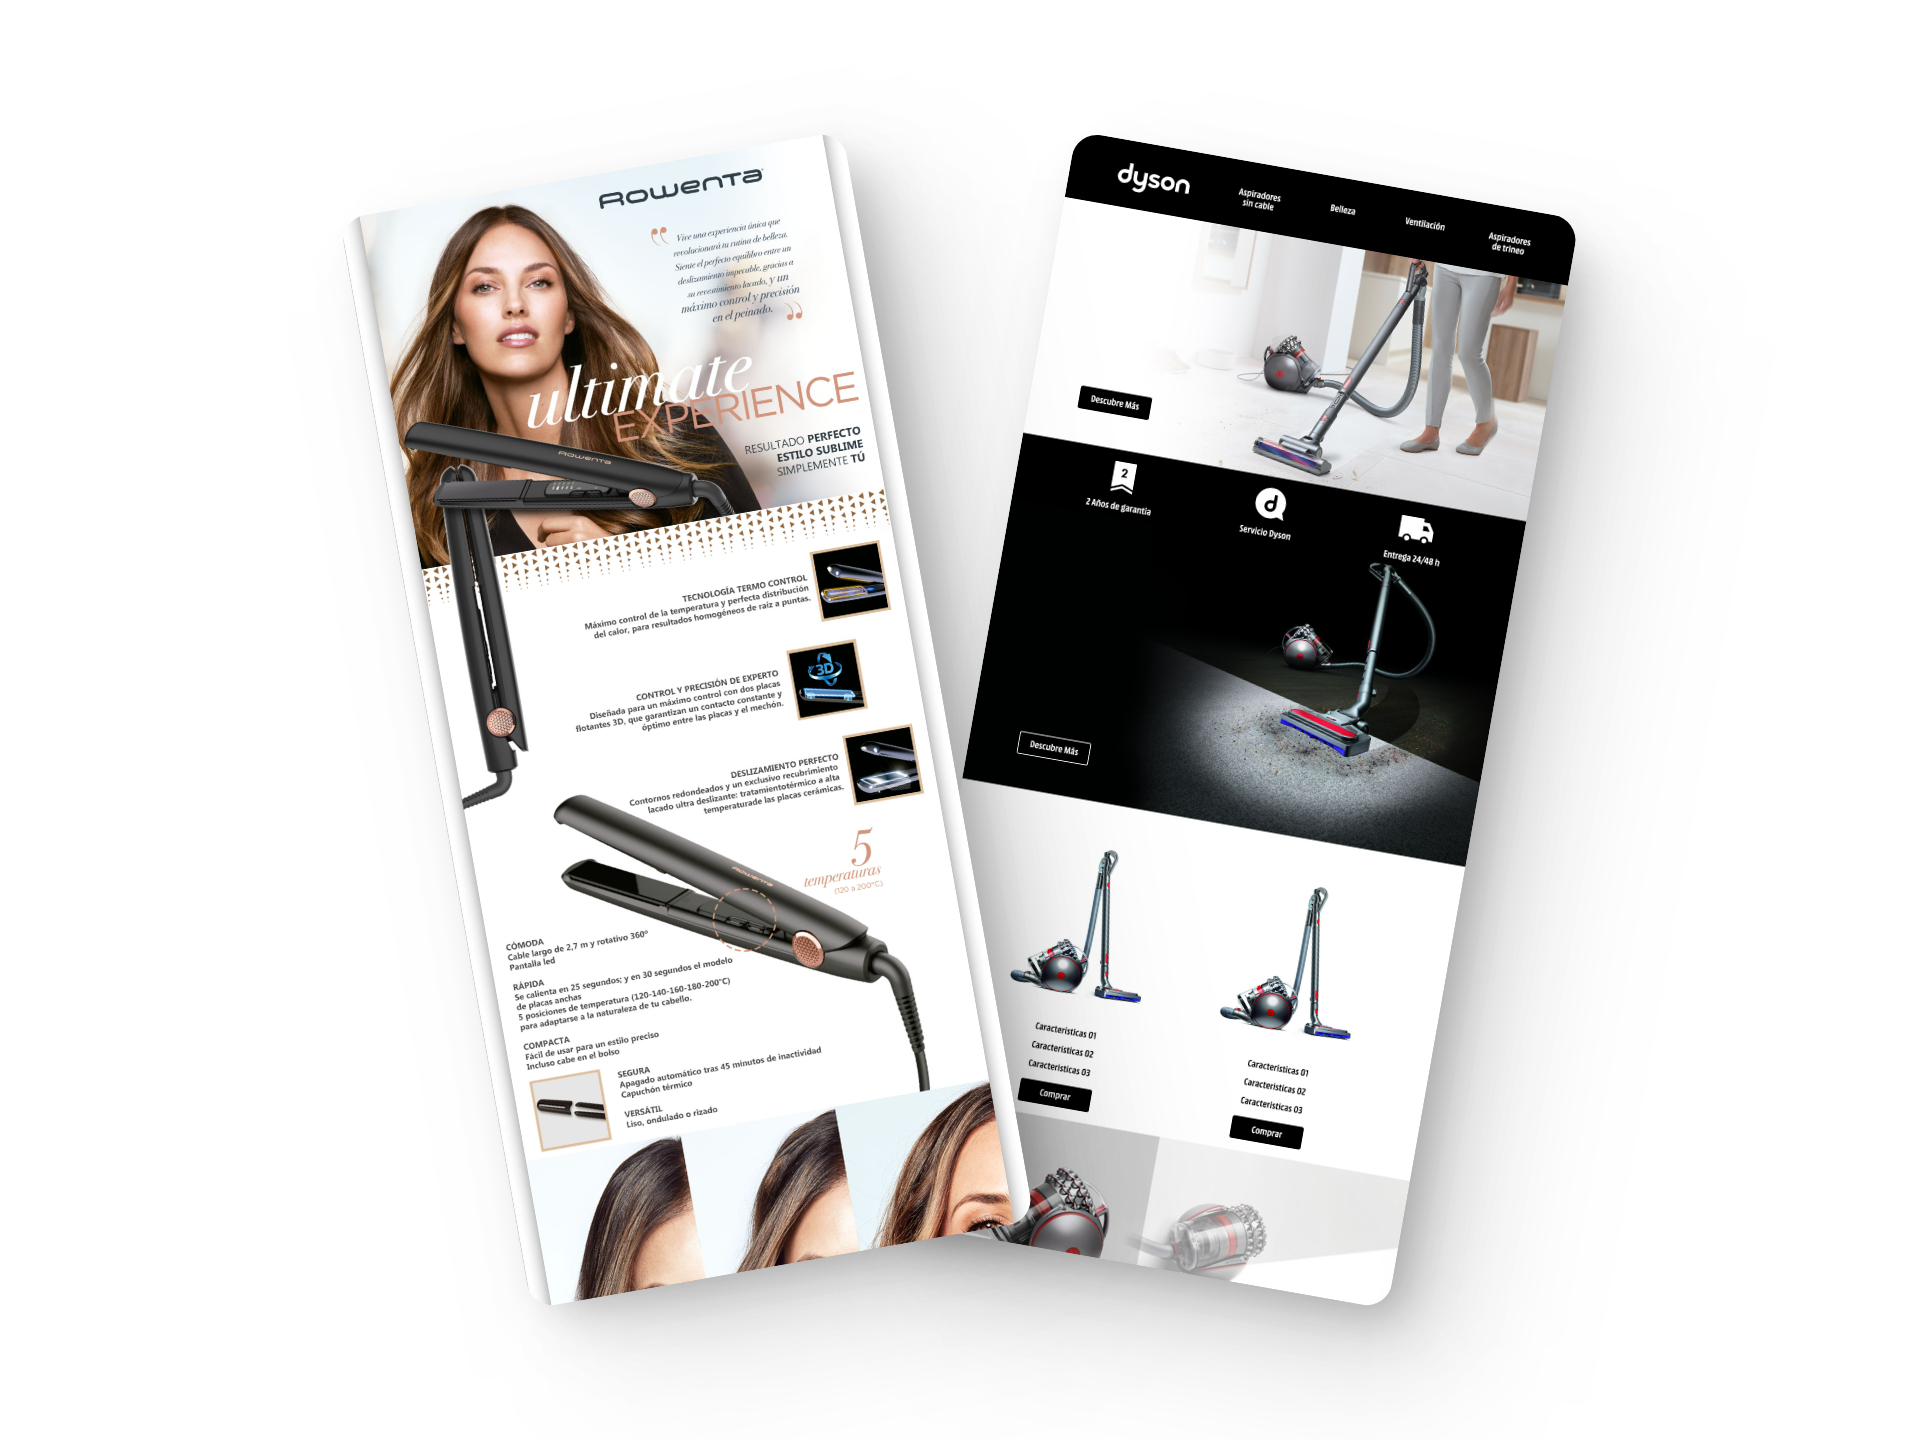 Rowenta
“ Vive una experiencia única que
revolucionará tu rutina de belleza.
Siente el perfecto equilibro entre un
deslizamiento impecable, gracias a
su revestimiento lacado, y un
máximo control y precisión
en el peinado. ”
ultimate
EXPERIENCE
RESULTADO PERFECTO
ESTILO SUBLIME
SIMPLEMENTE TÚ
Rowenta
TECNOLOGÍA TERMO CONTROL
Máximo control de la temperatura y perfecta distribución
del calor, para resultados homogéneos de raíz a puntas.
3D
CONTROL Y PRECISIÓN DE EXPERTO
Diseñada para un máximo control con dos placas
flotantes 3D, que garantizan un contacto constante y
óptimo entre las placas y el mechón.
DESLIZAMIENTO PERFECTO
Contornos redondeados y un exclusivo recubrimiento
lacado ultra deslizante: tratamientotérmico a alta
temperaturade las placas cerámicas.
5
temperaturas
(120 a 200°C)
Rowenta
CÓMODA
Cable largo de 2,7 m y rotativo 360º
Pantalla led
RÁPIDA
Se calienta en 25 segundos; y en 30 segundos el modelo
de placas anchas
5 posiciones de temperatura (120-140-160-180-200°C)
para adaptarse a la naturaleza de tu cabello.
COMPACTA
Fácil de usar para un estilo preciso
Incluso cabe en el bolso
SEGURA
Apagado automático tras 45 minutos de inactividad
Capuchón térmico
VERSÁTIL
Liso, ondulado o rizado
dyson
Aspiradores
sin cable
Belleza
Ventilación
Aspiradores
de trineo
Descubre Más
2
2 Años de garantía
d
Servicio Dyson
Entrega 24/48 h
Descubre Más
Características 01
Características 02
Características 03
Comprar
Características 01
Características 02
Características 03
Comprar